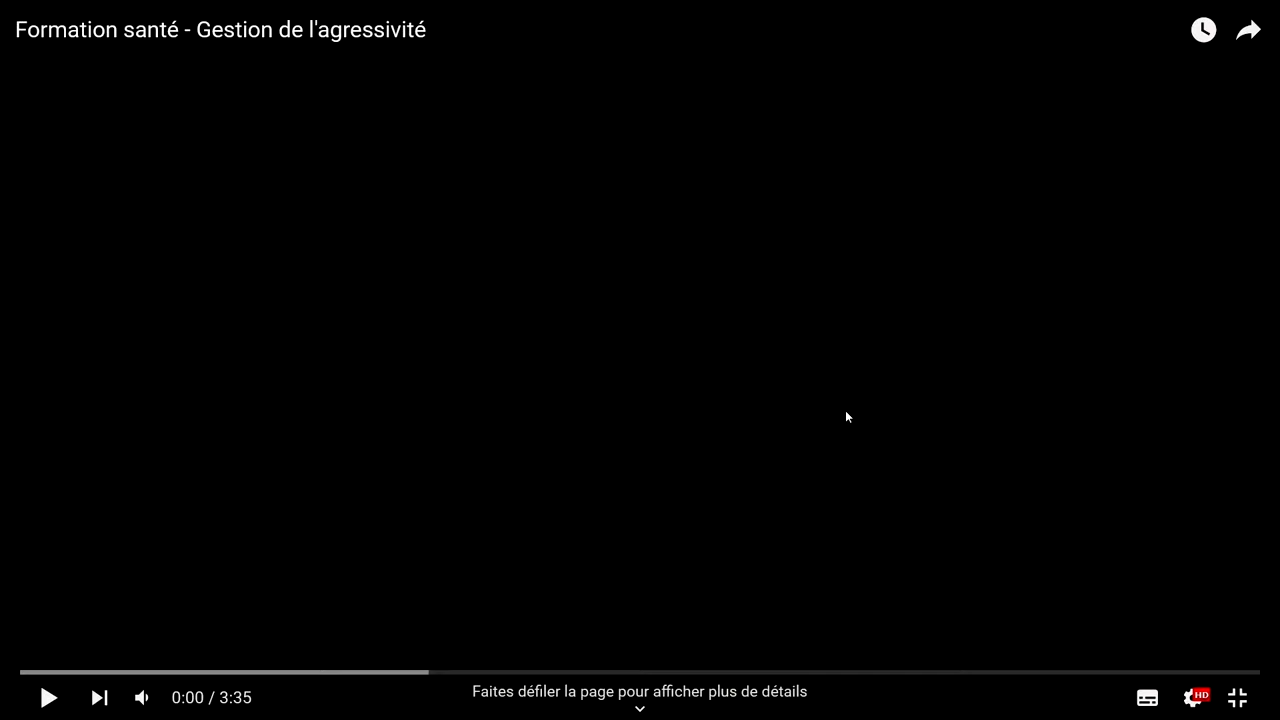 Formation santé - Gestion de l'agressivité
0:00 / 3:35
Faites défiler la page pour afficher plus de détails
HD